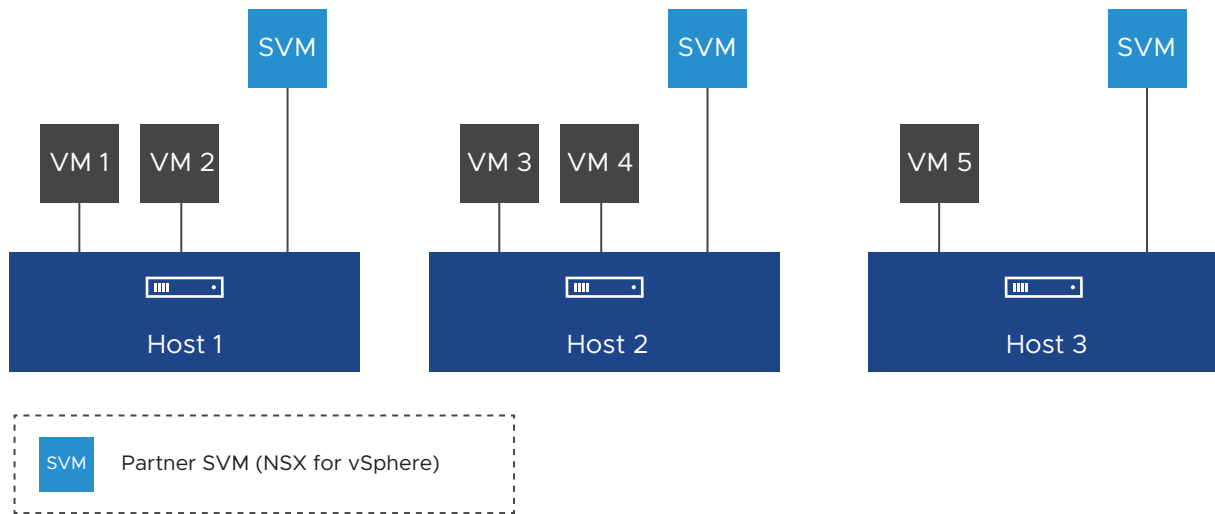 SVM
SVM
SVM
VM 1
VM 2
VM 3
VM 4
VM 5
Host 1
Host 2
Host 3
SVM
Partner SVM (NSX for vSphere)